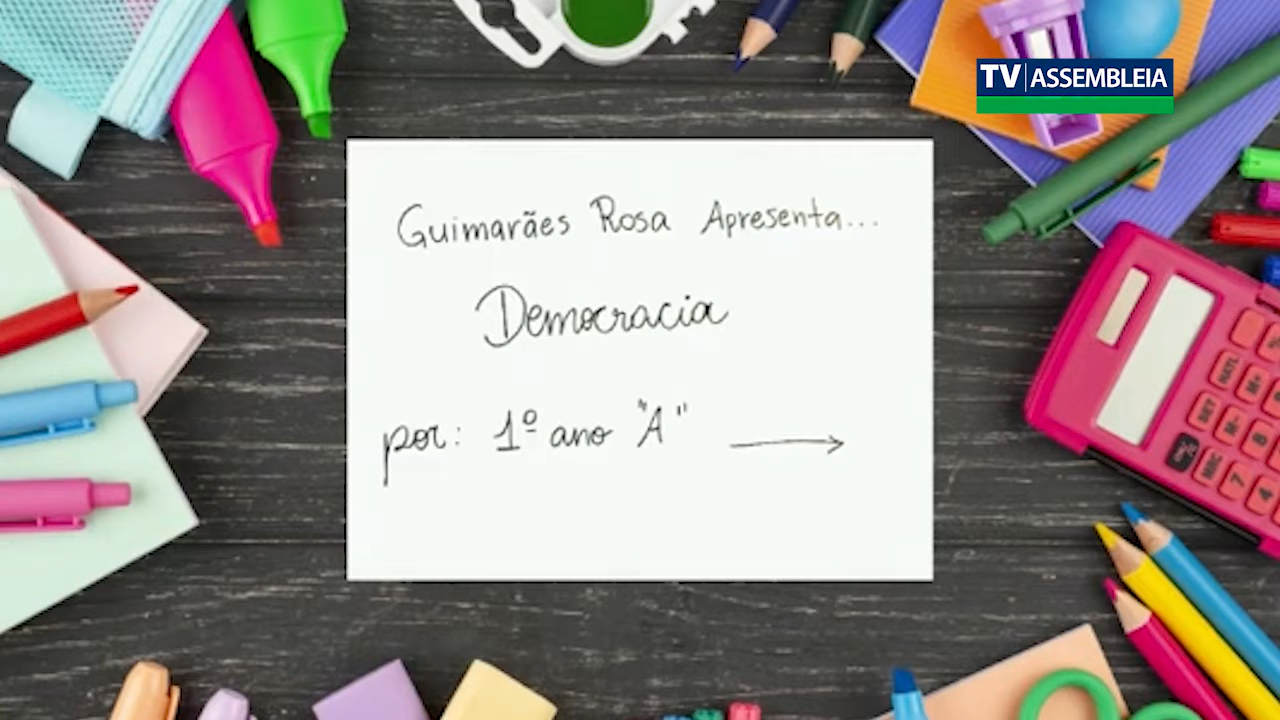 TV ASSEMBLEIA
Guimarães Rosa Apresenta...
Democracia
por: 1º ano "A"